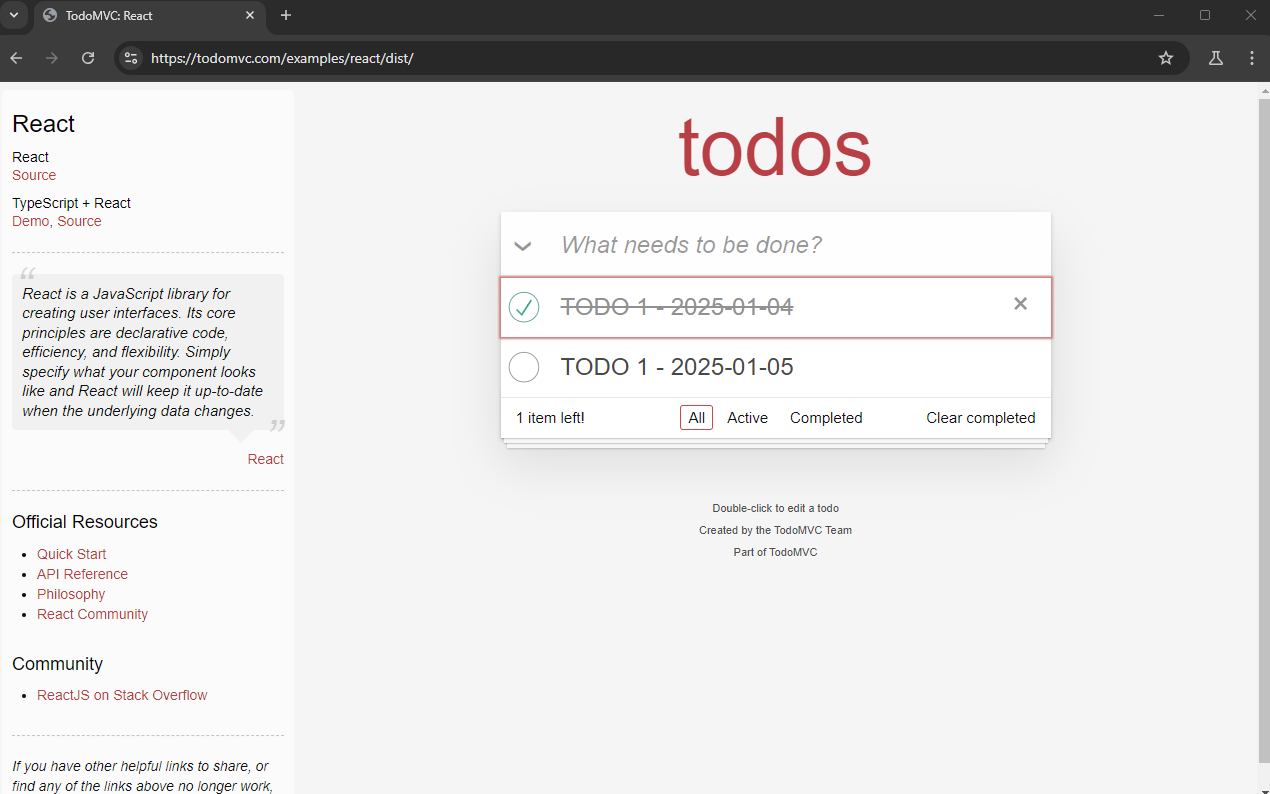 TodoMVC: React
https://todomvc.com/examples/react/dist/
React
React
Source
TypeScript + React
Demo, Source
“
React is a JavaScript library for
creating user interfaces. Its core
principles are declarative code,
efficiency, and flexibility. Simply
specify what your component looks
like and React will keep it up-to-date
when the underlying data changes.
”
React
Official Resources
• Quick Start
• API Reference
• Philosophy
• React Community
Community
• ReactJS on Stack Overflow
If you have other helpful links to share, or
find any of the links above no longer work,
todos
What needs to be done?
TODO 1 - 2025-01-04
TODO 1 - 2025-01-05
1 item left! All Active Completed Clear completed
Double-click to edit a todo
Created by the TodoMVC Team
Part of TodoMVC